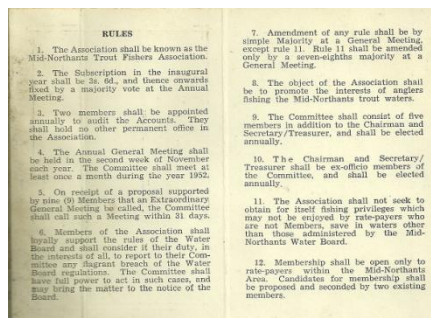 RULES
1. The Association shall be known as the
Mid-Northants Trout Fishers Association.
2. The Subscription in the inaugural
year shall be 3s. 6d., and thence onwards
fixed by a majority vote at the Annual
Meeting.
3. Two members shall be appointed
annually to audit the Accounts. They
shall hold no other permanent office in
the Association.
4. The Annual General Meeting shall
be held in the second week of November
each year. The Committee shall meet at
least once a month during the year 1952.
5. On receipt of a proposal supported
by nine (9) Members that an Extraordinary
General Meeting be called, the Committee
shall call such a Meeting within 31 days.
6. Members of the Association shall
loyally support the rules of the Water
Board and shall consider it their duty, in
the interests of all, to report to their Com-
mittee any flagrant breach of the Water
Board regulations. The Committee shall
have full power to act in such cases, and
may bring the matter to the notice of the
Board.
7. Amendment of any rule shall be by
simple Majority at a General Meeting,
except rule 11. Rule 11 shall be amended
only by a seven-eighths majority at a
General Meeting.
8. The object of the Association shall
be to promote the interests of anglers
fishing the Mid-Northants trout waters.
9. The Committee shall consist of five
members in addition to the Chairman and
Secretary/Treasurer, and shall be elected
annually.
10. The Chairman and Secretary/
Treasurer shall be ex-officio members of
the Committee, and shall be elected
annually.
11. The Association shall not seek to
obtain for itself fishing privileges which
may not be enjoyed by rate-payers who
are not Members, save in waters other
than those administered by the Mid-
Northants Water Board.
12. Membership shall be open only to
rate-payers within the Mid-Northants
Area. Candidates for membership shall
be proposed and seconded by two existing
members.